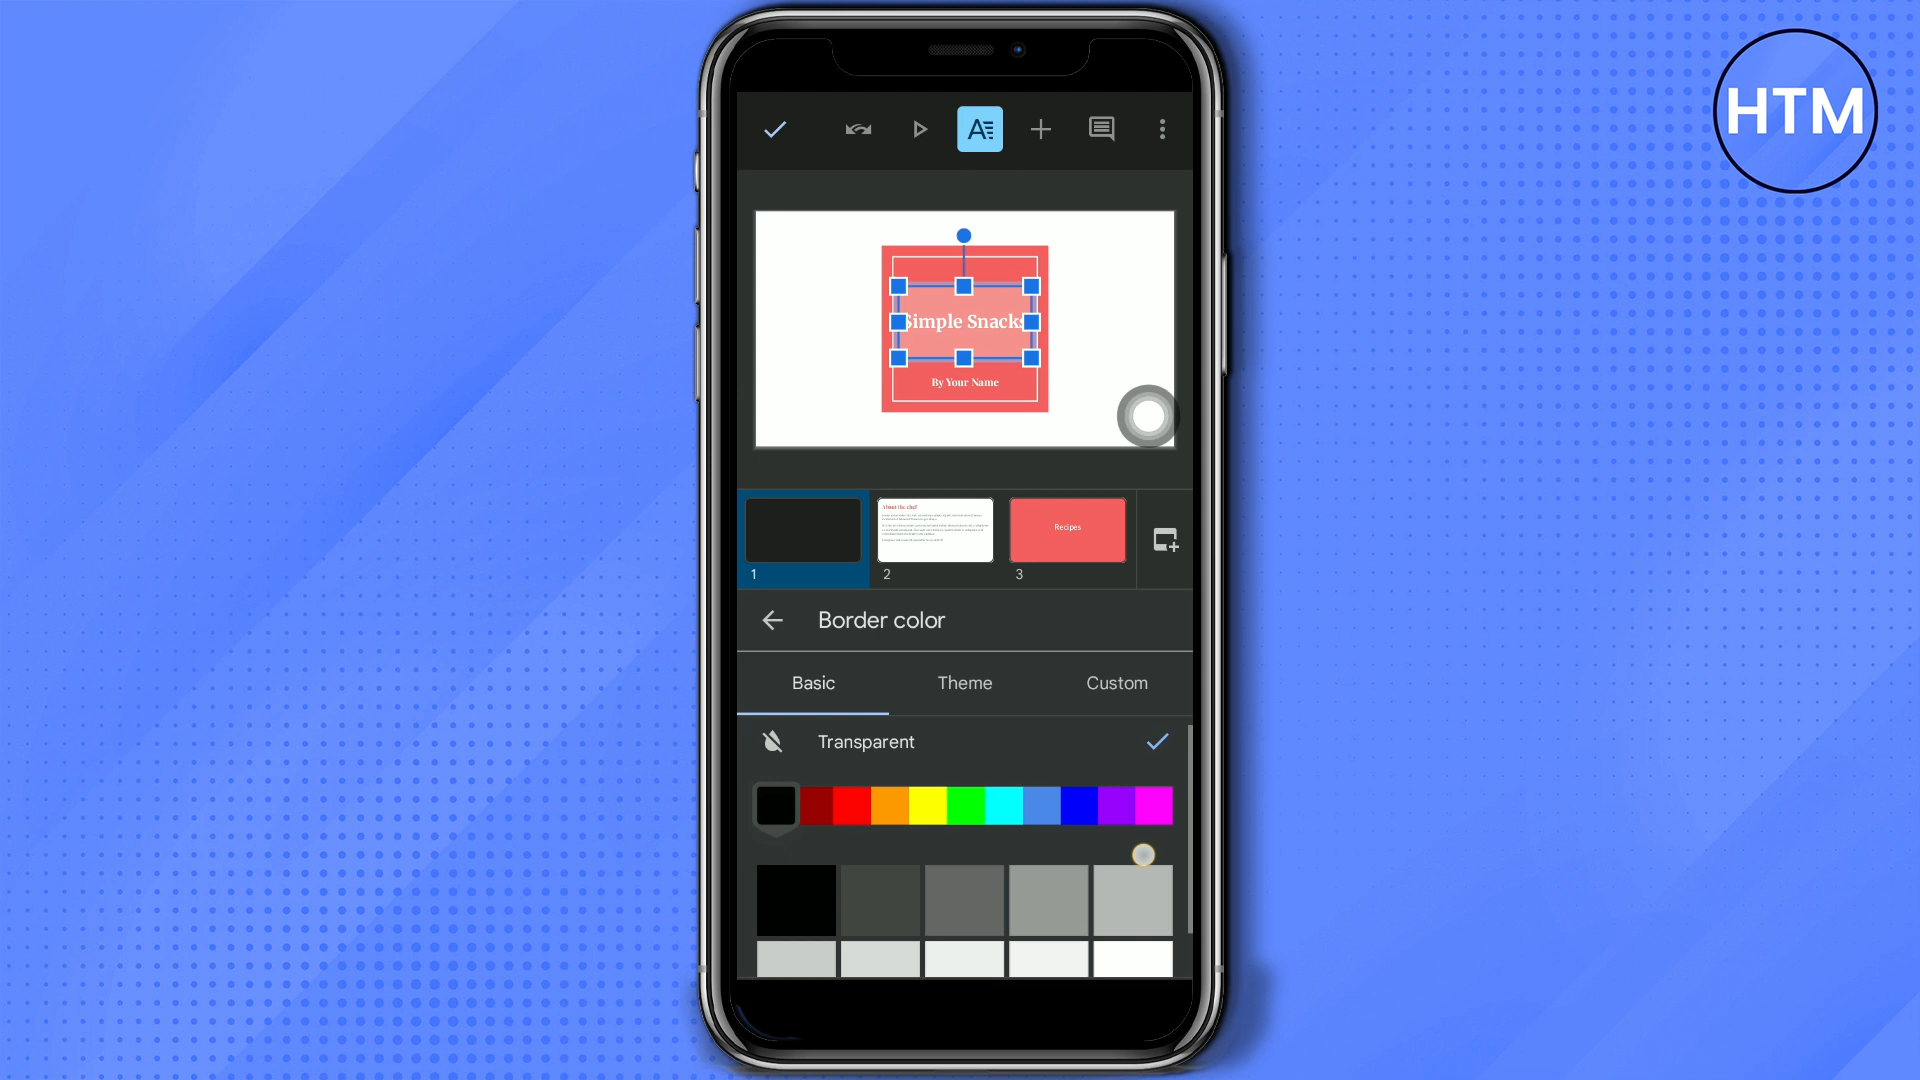 HTM
A
Simple Snacks
By Your Name
About the chef
Recipes
1
2
3
Border color
Basic
Theme
Custom
Transparent